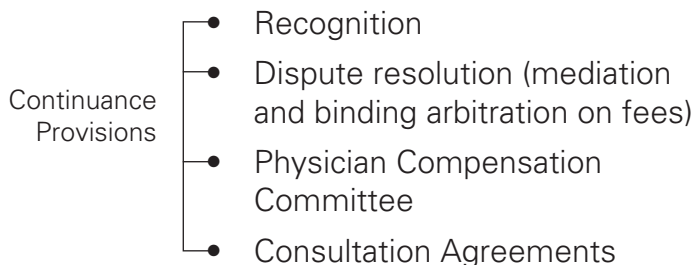 Continuance
Provisions
• Recognition
• Dispute resolution (mediation
and binding arbitration on fees)
• Physician Compensation
Committee
• Consultation Agreements